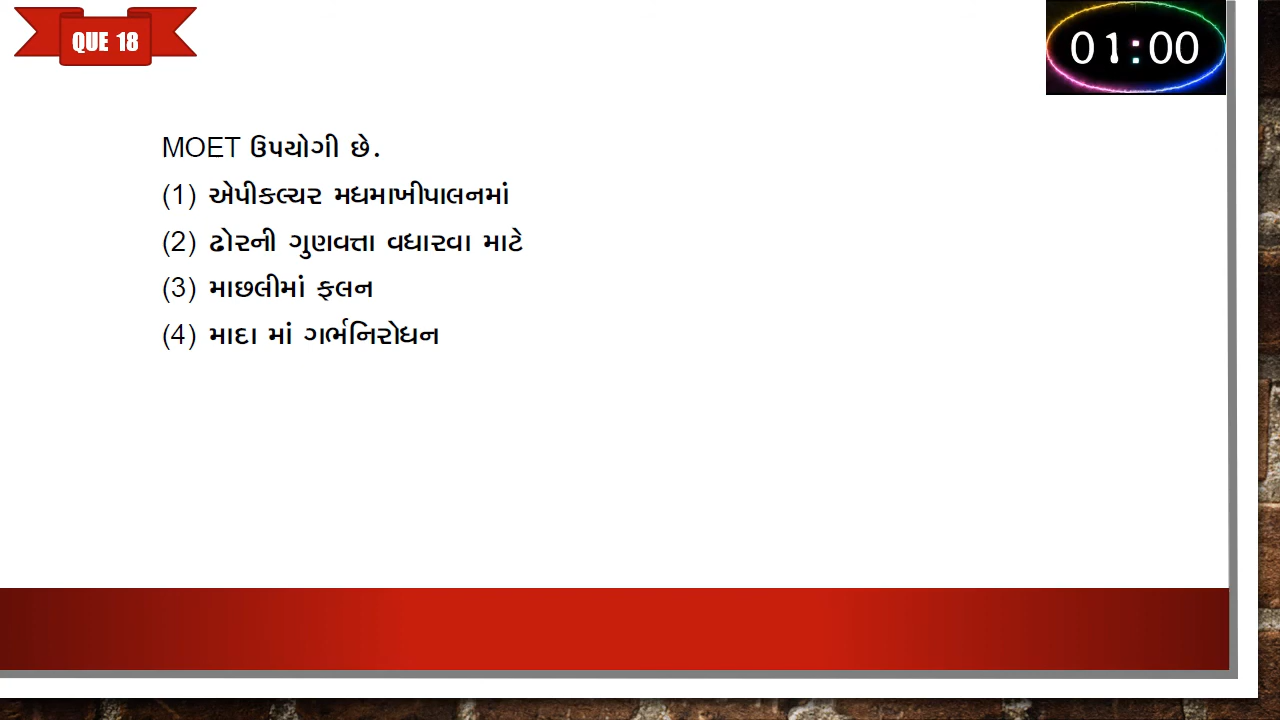 QUE 18
01:00
MOET ઉપયોગી છે.
(1) એપીકલ્ચર મધમાખીપાલનમાં
(2) ઢોરની ગુણવત્તા વધારવા માટે
(3) માછલીમાં ફલન
(4) માદા માં ગર્ભનિરોધન